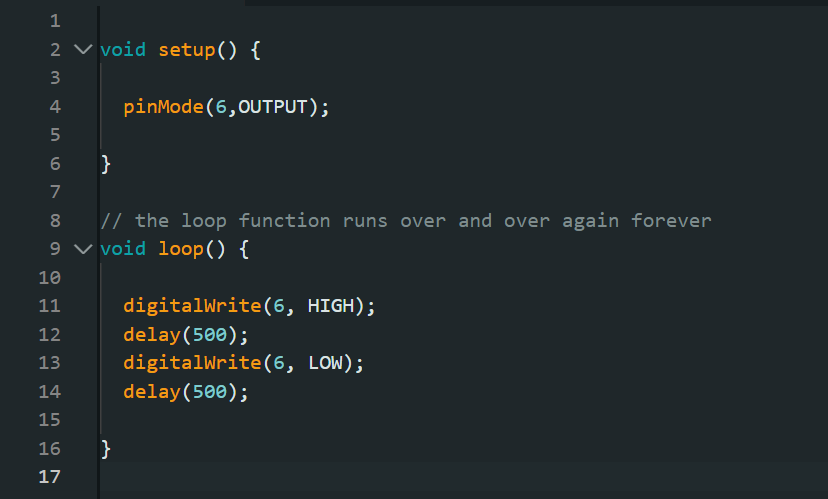 1
2 void setup() {
3
4 pinMode(6,OUTPUT);
5
6 }
7
8 // the loop function runs over and over again forever
9 void loop() {
10
11 digitalWrite(6, HIGH);
12 delay(500);
13 digitalWrite(6, LOW);
14 delay(500);
15
16 }
17